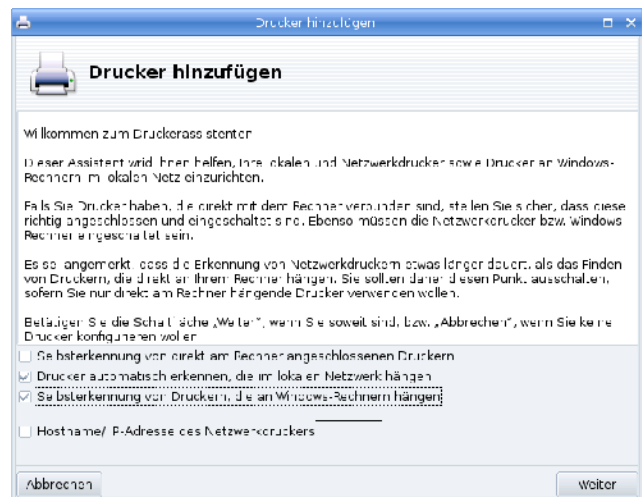 Drucker hinzufügen
Drucker hinzufügen
Willkommen zum Druckerassistenten
Dieser Assistent wird Ihnen helfen, Ihre lokalen und Netzwerkdrucker sowie Drucker an Windows-
Rechnern im lokalen Netz einzurichten.
Falls Sie Drucker haben, die direkt mit dem Rechner verbunden sind, stellen Sie sicher, dass diese
richtig angeschlossen und eingeschaltet sind. Ebenso müssen die Netzwerkdrucker bzw. Windows
Rechner eingeschaltet sein.
Es sei angemerkt, dass die Erkennung von Netzwerkdruckern etwas länger dauert, als das Finden
von Druckern, die direkt an Ihrem Rechner hängen. Sie sollten daher diesen Punkt ausschalten,
sofern Sie nur direkt am Rechner hängende Drucker verwenden wollen.
Betätigen Sie die Schaltfläche „Weiter“, wenn Sie soweit sind, bzw. „Abbrechen“, wenn Sie keine
Drucker konfigurieren wollen
Selbsterkennung von direkt am Rechner angeschlossenen Druckern
Drucker automatisch erkennen, die im lokalen Netzwerk hängen
Selbsterkennung von Druckern, die an Windows-Rechnern hängen
Hostname/IP-Adresse des Netzwerkdruckers
Abbrechen
Weiter